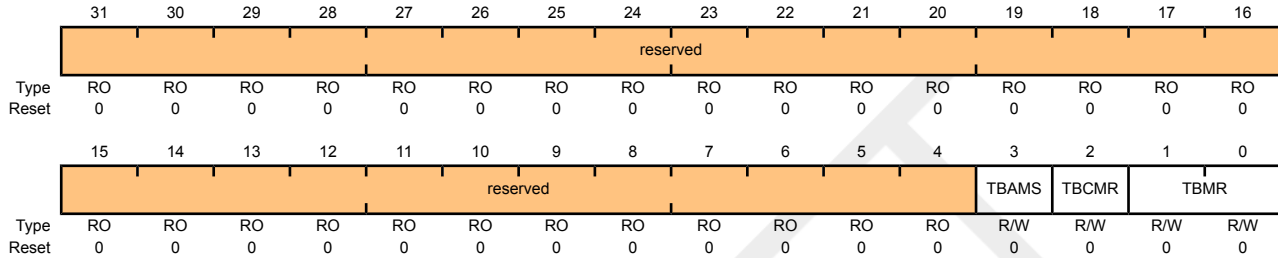 31 30 29 28 27 26 25 24 23 22 21 20 19 18 17 16
reserved
Type RO RO RO RO RO RO RO RO RO RO RO RO RO RO RO RO
Reset 0 0 0 0 0 0 0 0 0 0 0 0 0 0 0 0
15 14 13 12 11 10 9 8 7 6 5 4 3 2 1 0
reserved TBAMS TBCMR TBMR
Type RO RO RO RO RO RO RO RO RO RO RO RO R/W R/W R/W R/W
Reset 0 0 0 0 0 0 0 0 0 0 0 0 0 0 0 0